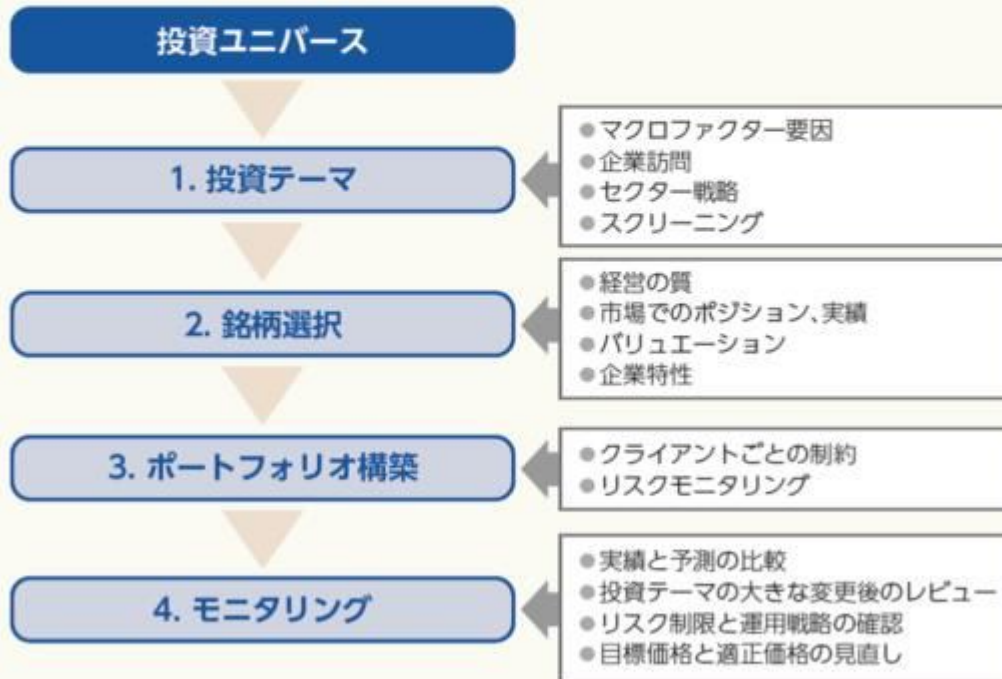 投資ユニバース
1. 投資テーマ
●マクロファクター要因
●企業訪問
●セクター戦略
●スクリーニング
2. 銘柄選択
●経営の質
●市場でのポジション、実績
●バリュエーション
●企業特性
3. ポートフォリオ構築
●クライアントごとの制約
●リスクモニタリング
4. モニタリング
●実績と予測の比較
●投資テーマの大きな変更後のレビュー
●リスク制限と運用戦略の確認
●目標価格と適正価格の見直し